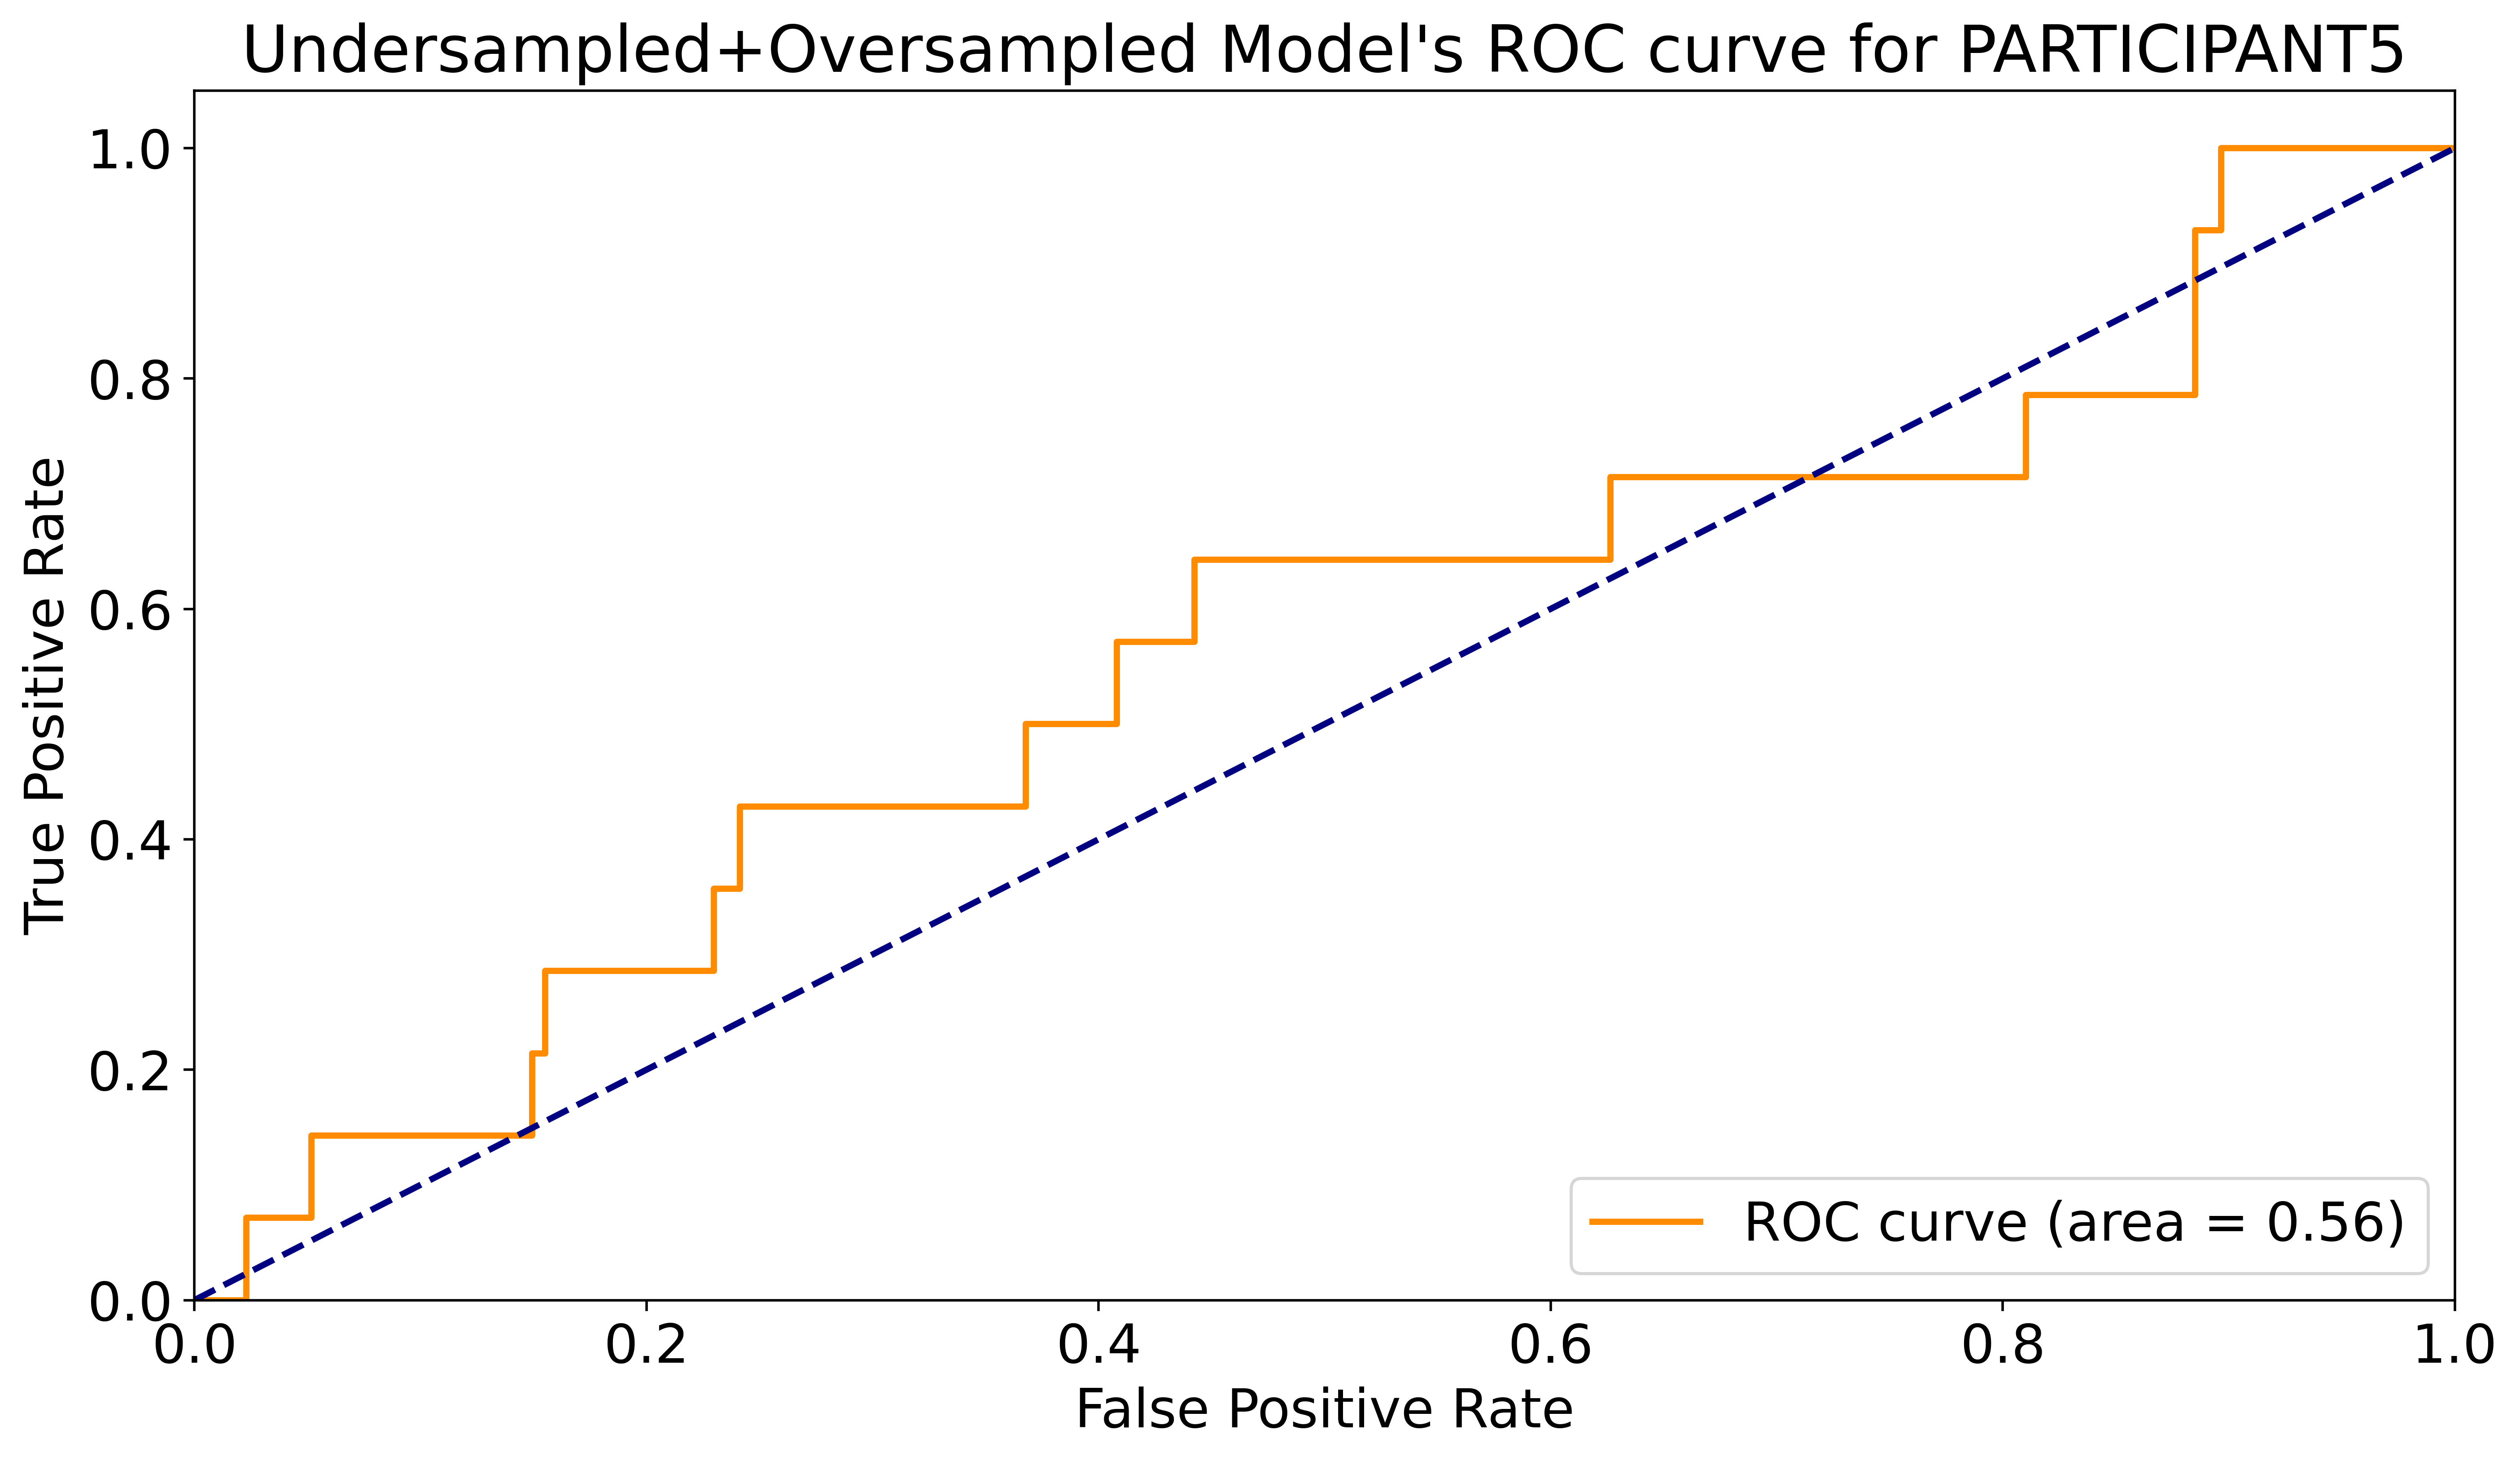 Undersampled+Oversampled Model's ROC curve for PARTICIPANT5
1.0
0.8
0.6
0.4
0.2
0.0
True Positive Rate
ROC curve (area = 0.56)
0.0 0.2 0.4 0.6 0.8 1.0
False Positive Rate